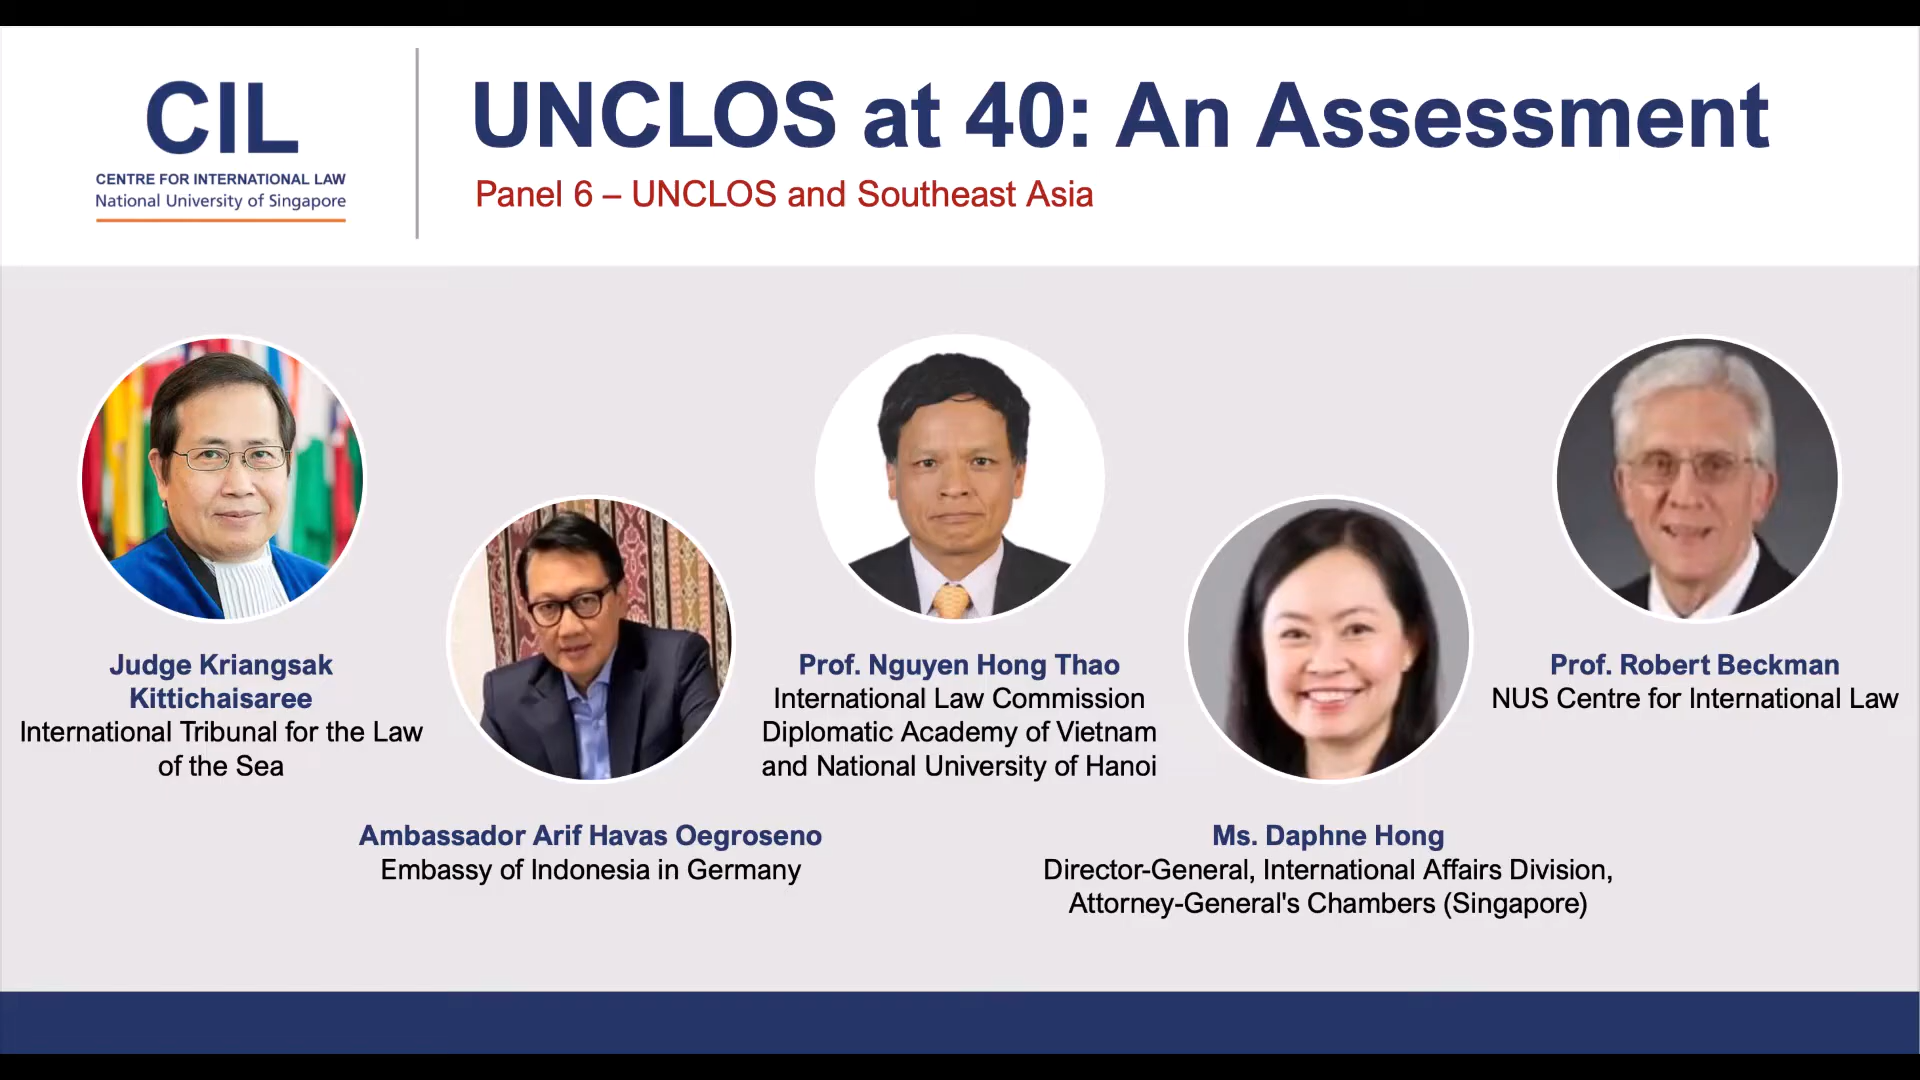 CIL
CENTRE FOR INTERNATIONAL LAW
National University of Singapore
UNCLOS at 40: An Assessment
Panel 6 – UNCLOS and Southeast Asia
Judge Kriangsak
Kittichaisaree
International Tribunal for the Law
of the Sea
Ambassador Arif Havas Oegroseno
Embassy of Indonesia in Germany
Prof. Nguyen Hong Thao
International Law Commission
Diplomatic Academy of Vietnam
and National University of Hanoi
Ms. Daphne Hong
Director-General, International Affairs Division,
Attorney-General's Chambers (Singapore)
Prof. Robert Beckman
NUS Centre for International Law